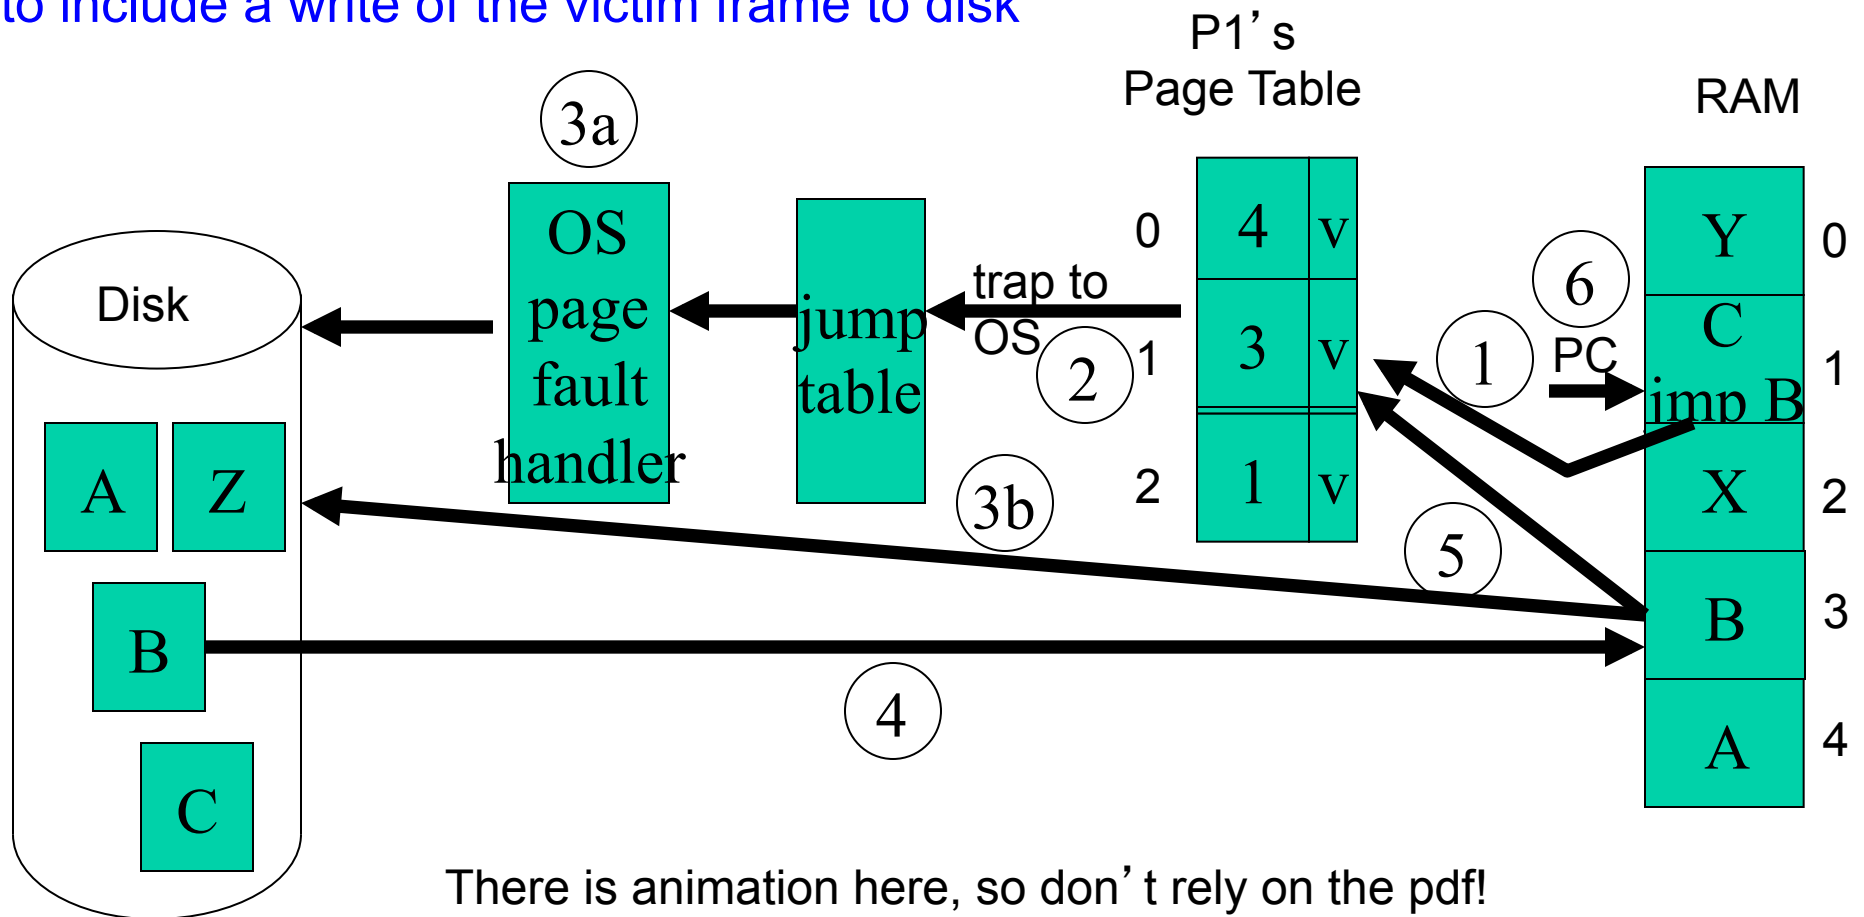 to include a write of the victim frame to disk
P1’s
Page Table
RAM
3a
OS
page
fault
handler
jump
table
trap to
OS
2
0
1
2
4 v
3 v
1 v
6
1
PC
Y
C
jmp B
X
B
A
0
1
2
3
4
Disk
A Z
B
C
3b
5
4
There is animation here, so don’t rely on the pdf!